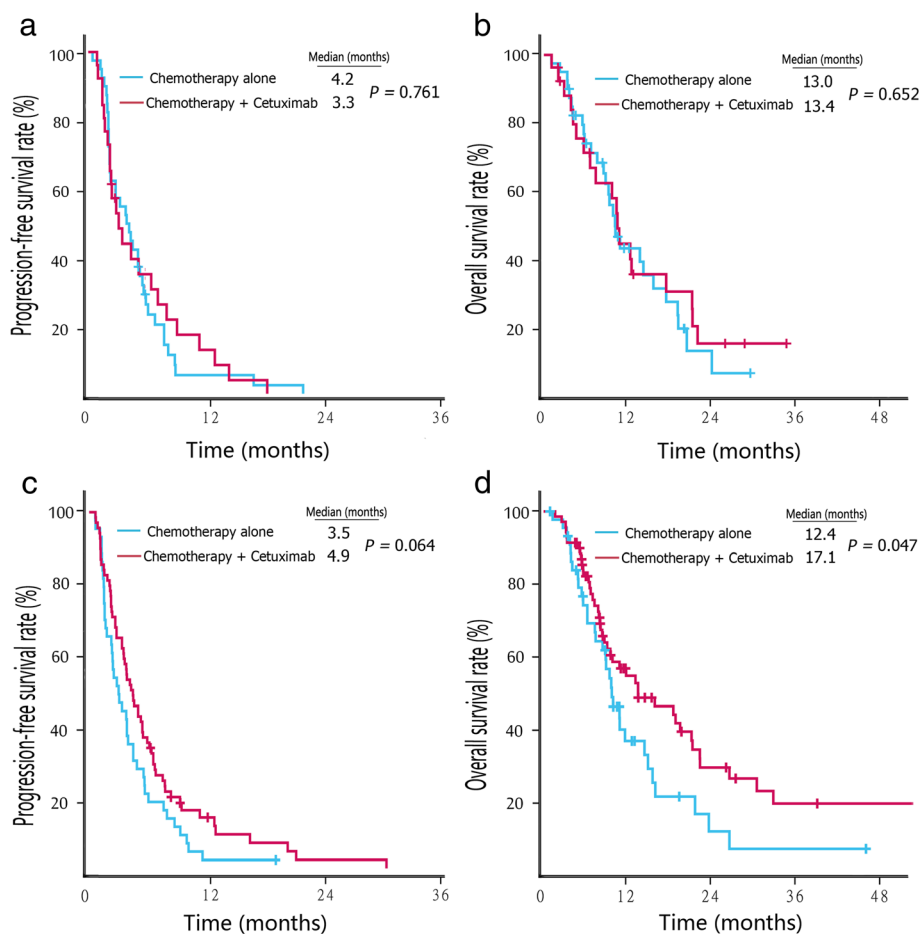 a
Progression-free survival rate (%)
100
80
60
40
20
0
12
24
36
Time (months)
Median (months)
Chemotherapy alone 4.2
Chemotherapy + Cetuximab 3.3
P = 0.761
b
Overall survival rate (%)
100
80
60
40
20
0
12
24
36
48
Time (months)
Median (months)
Chemotherapy alone 13.0
Chemotherapy + Cetuximab 13.4
P = 0.652
c
Progression-free survival rate (%)
100
80
60
40
20
0
12
24
36
Time (months)
Median (months)
Chemotherapy alone 3.5
Chemotherapy + Cetuximab 4.9
P = 0.064
d
Overall survival rate (%)
100
80
60
40
20
0
12
24
36
48
Time (months)
Median (months)
Chemotherapy alone 12.4
Chemotherapy + Cetuximab 17.1
P = 0.047